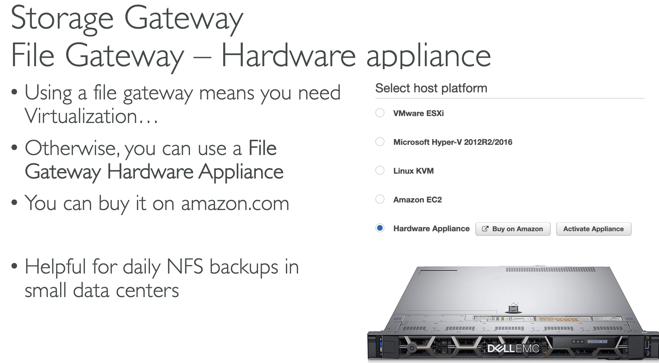 Storage Gateway
File Gateway – Hardware appliance
• Using a file gateway means you need
Virtualization…
• Otherwise, you can use a File
Gateway Hardware Appliance
• You can buy it on amazon.com
• Helpful for daily NFS backups in
small data centers
Select host platform
VMware ESXi
Microsoft Hyper-V 2012R2/2016
Linux KVM
Amazon EC2
Hardware Appliance Buy on Amazon Activate Appliance
DELLEMC